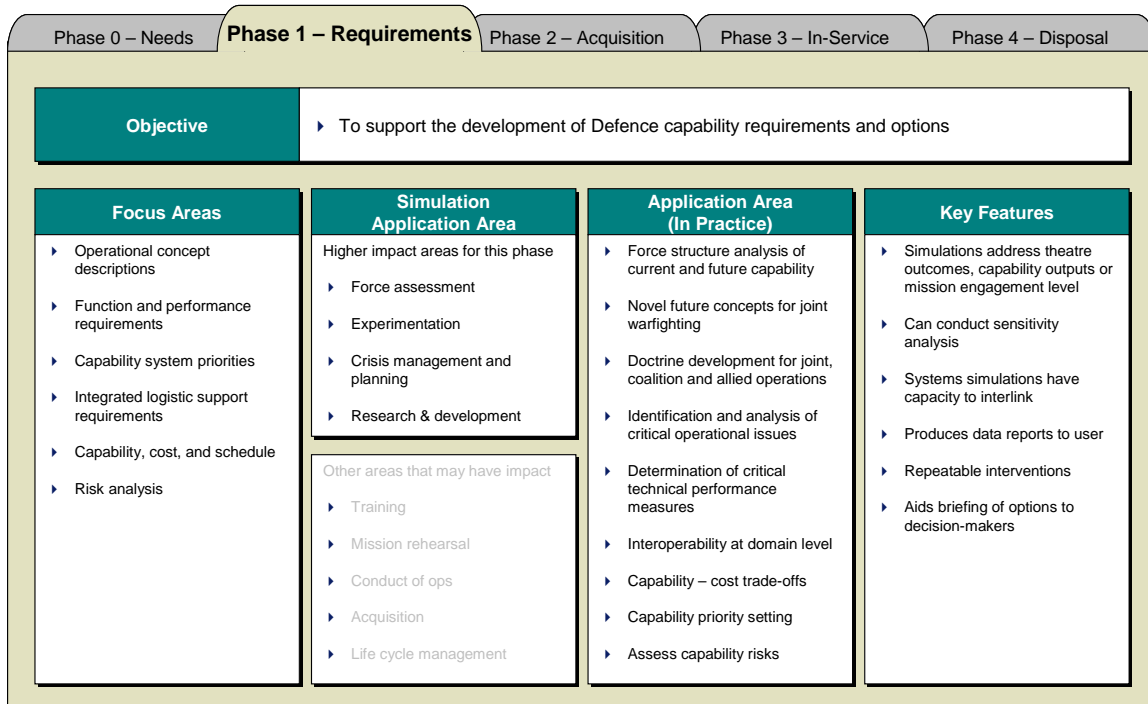 Phase 0 – Needs
Phase 1 – Requirements
Phase 2 – Acquisition
Phase 3 – In-Service
Phase 4 – Disposal
Objective
To support the development of Defence capability requirements and options
Focus Areas
Operational concept
descriptions
Function and performance
requirements
Capability system priorities
Integrated logistic support
requirements
Capability, cost, and schedule
Risk analysis
Simulation
Application Area
Higher impact areas for this phase
Force assessment
Experimentation
Crisis management and
planning
Research & development
Other areas that may have impact
Training
Mission rehearsal
Conduct of ops
Acquisition
Life cycle management
Application Area
(In Practice)
Force structure analysis of
current and future capability
Novel future concepts for joint
warfighting
Doctrine development for joint,
coalition and allied operations
Identification and analysis of
critical operational issues
Determination of critical
technical performance
measures
Interoperability at domain level
Capability – cost trade-offs
Capability priority setting
Assess capability risks
Key Features
Simulations address theatre
outcomes, capability outputs or
mission engagement level
Can conduct sensitivity
analysis
Systems simulations have
capacity to interlink
Produces data reports to user
Repeatable interventions
Aids briefing of options to
decision-makers